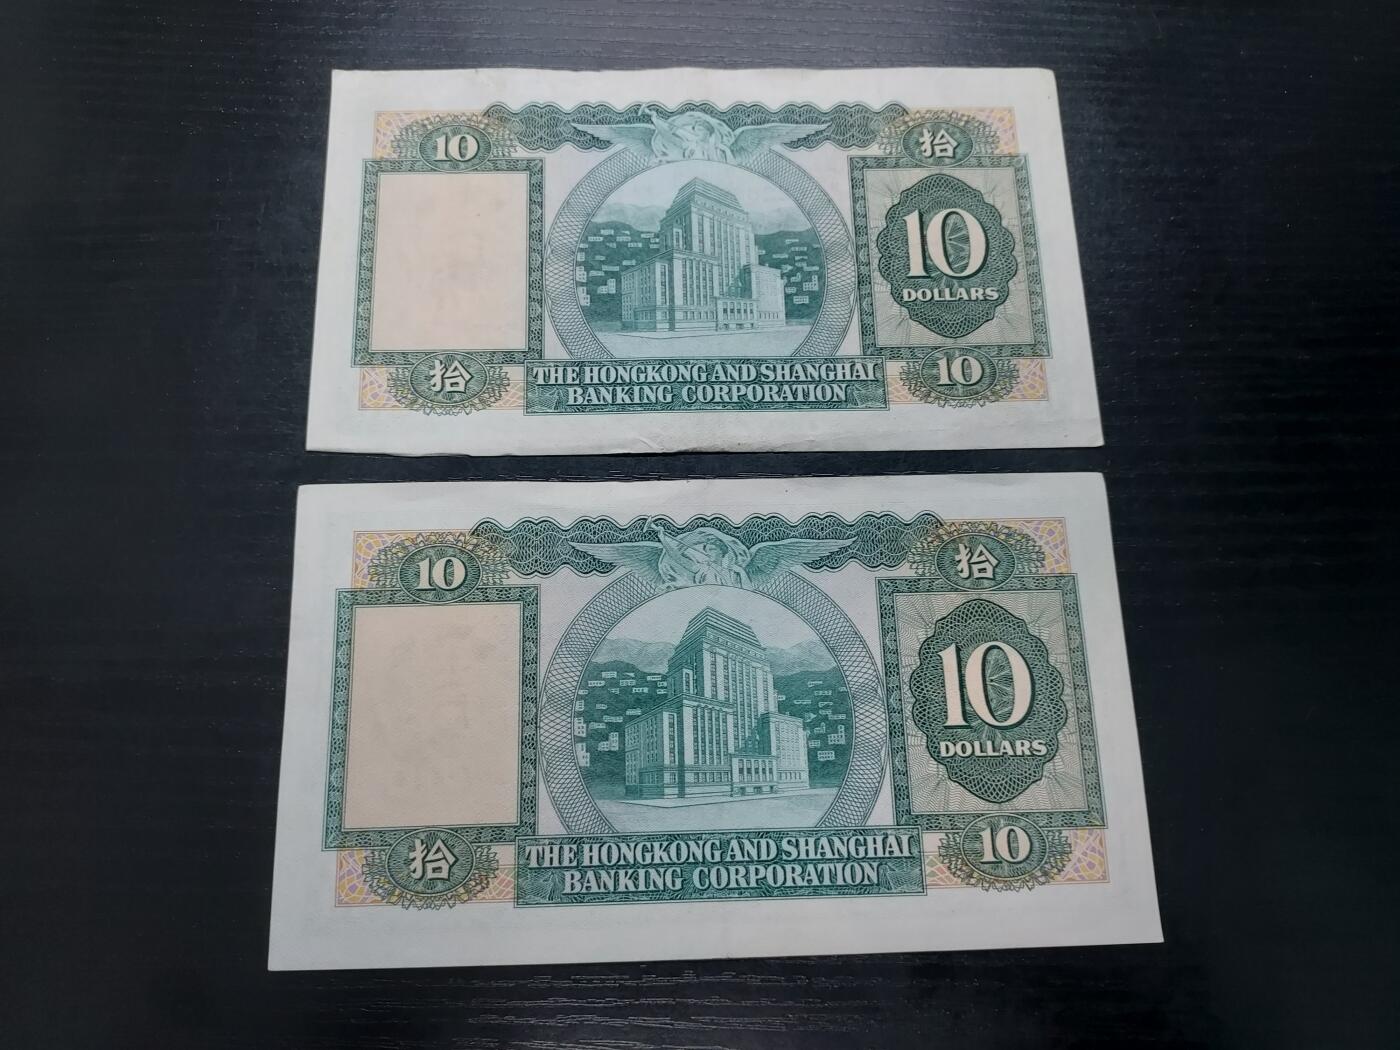 10
拾
10
DOLLARS
拾
THE HONGKONG AND SHANGHAI
BANKING CORPORATION
10
10
拾
10
DOLLARS
拾
THE HONGKONG AND SHANGHAI
BANKING CORPORATION
10